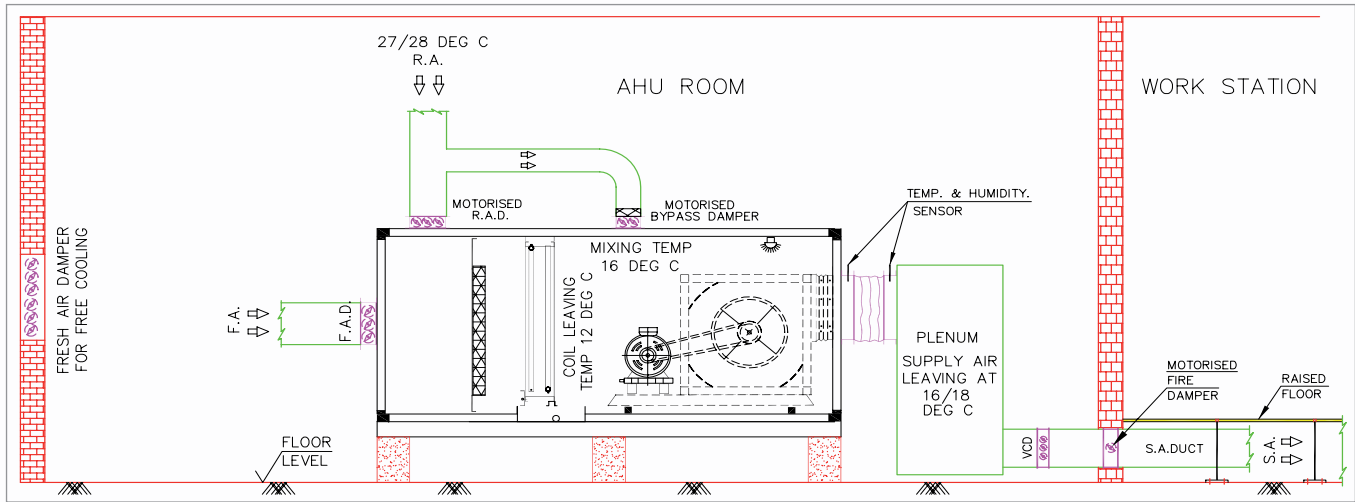 27/28 DEG C
R.A.
AHU ROOM
WORK STATION
MOTORISED
R.A.D.
MOTORISED
BYPASS DAMPER
TEMP. & HUMIDITY.
SENSOR
FRESH AIR DAMPER
FOR FREE COOLING
F.A.
F.A.D.
MIXING TEMP
16 DEG C
COIL LEAVING
TEMP 12 DEG C
PLENUM
SUPPLY AIR
LEAVING AT
16/18
DEG C
MOTORISED
FIRE
DAMPER
RAISED
FLOOR
FLOOR
LEVEL
VCD
S.A.DUCT
S.A.